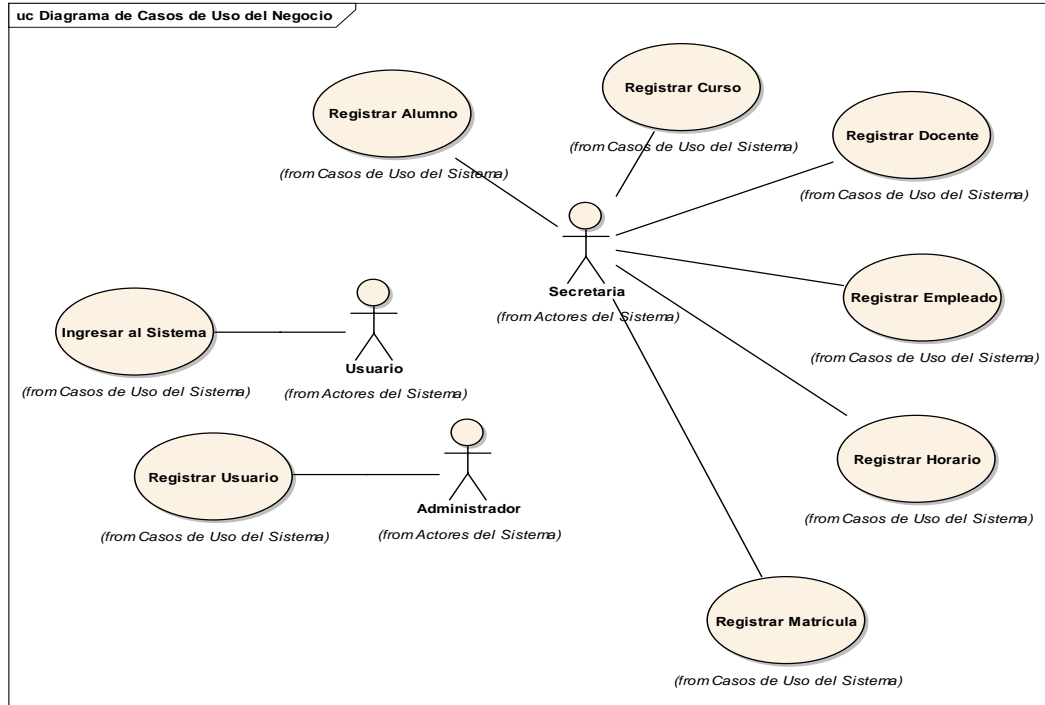 uc Diagrama de Casos de Uso del Negocio
Registrar Alumno
(from Casos de Uso del Sistema)
Registrar Curso
(from Casos de Uso del Sistema)
Registrar Docente
(from Casos de Uso del Sistema)
Secretaria
(from Actores del Sistema)
Registrar Empleado
(from Casos de Uso del Sistema)
Ingresar al Sistema
(from Casos de Uso del Sistema)
Usuario
(from Actores del Sistema)
Registrar Usuario
(from Casos de Uso del Sistema)
Administrador
(from Actores del Sistema)
Registrar Horario
(from Casos de Uso del Sistema)
Registrar Matrícula
(from Casos de Uso del Sistema)